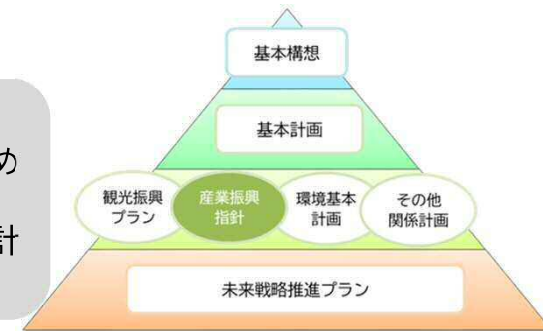 基本構想
基本計画
め
計
観光振興
プラン
産業振興
指針
環境基本
計画
その他
関係計画
未来戦略推進プラン